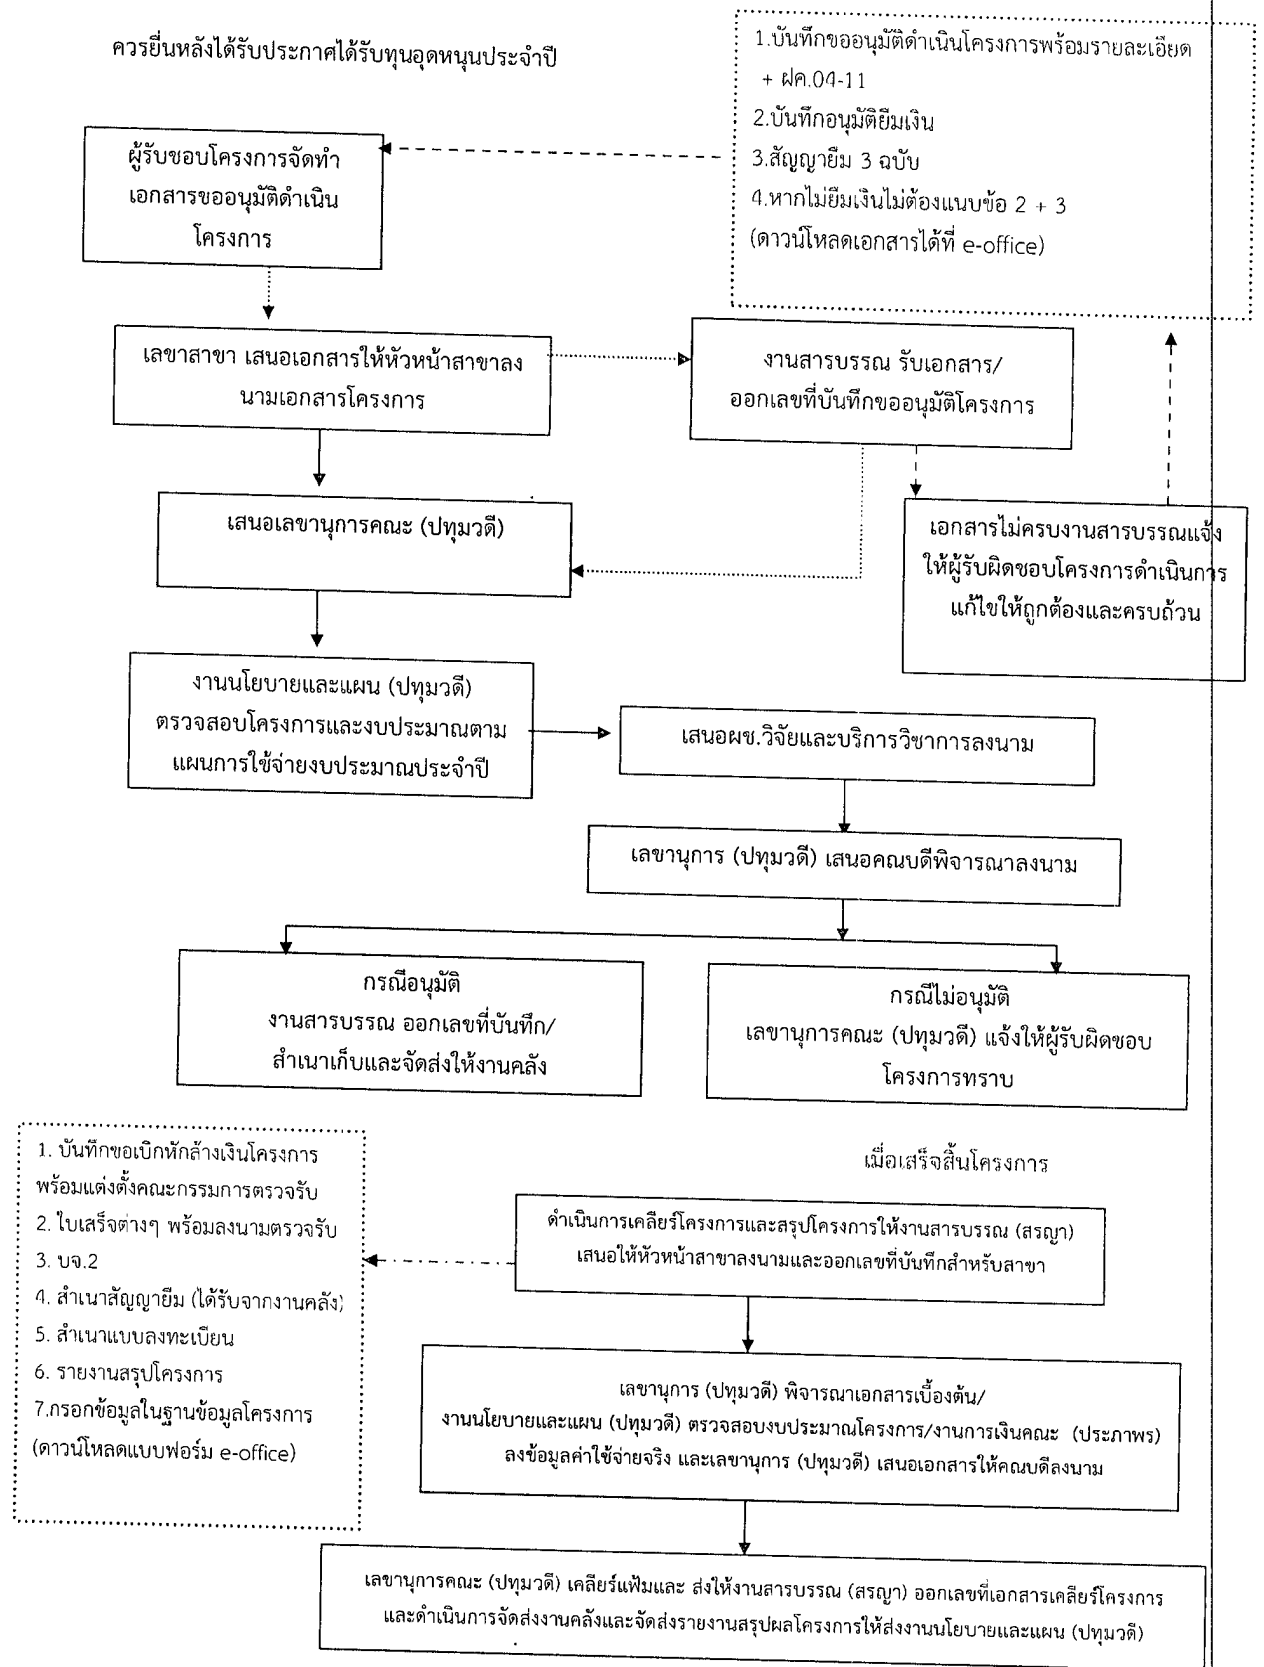 ควรยื่นหลังได้รับประกาศได้รับทุนอุดหนุนประจำปี
1.บันทึกขออนุมัติดำเนินโครงการพร้อมรายละเอียด
+ ฝค.04-11
2.บันทึกอนุมัติยืมเงิน
3.สัญญายืม 3 ฉบับ
4.หากไม่ยืมเงินไม่ต้องแนบข้อ 2 + 3
(ดาวน์โหลดเอกสารได้ที่ e-office)
ผู้รับชอบโครงการจัดทำ
เอกสารขออนุมัติดำเนิน
โครงการ
เลขาสาขา เสนอเอกสารให้หัวหน้าสาขาลง
นามเอกสารโครงการ
งานสารบรรณ รับเอกสาร/
ออกเลขที่บันทึกขออนุมัติโครงการ
เสนอเลขานุการคณะ (ปทุมวดี)
เอกสารไม่ครบงานสารบรรณแจ้ง
ให้ผู้รับผิดชอบโครงการดำเนินการ
แก้ไขให้ถูกต้องและครบถ้วน
งานนโยบายและแผน (ปทุมวดี)
ตรวจสอบโครงการและงบประมาณตาม
แผนการใช้จ่ายงบประมาณประจำปี
เสนอผช.วิจัยและบริการวิชาการลงนาม
เลขานุการ (ปทุมวดี) เสนอคณบดีพิจารณาลงนาม
กรณีอนุมัติ
งานสารบรรณ ออกเลขที่บันทึก/
สำเนาเก็บและจัดส่งให้งานคลัง
กรณีไม่อนุมัติ
เลขานุการคณะ (ปทุมวดี) แจ้งให้ผู้รับผิดชอบ
โครงการทราบ
1. บันทึกขอเบิกหักล้างเงินโครงการ
พร้อมแต่งตั้งคณะกรรมการตรวจรับ
2. ใบเสร็จต่างๆ พร้อมลงนามตรวจรับ
3. บจ.2
4. สำเนาสัญญายืม (ได้รับจากงานคลัง)
5. สำเนาแบบลงทะเบียน
6. รายงานสรุปโครงการ
7.กรอกข้อมูลในฐานข้อมูลโครงการ
(ดาวน์โหลดแบบฟอร์ม e-office)
เมื่อเสร็จสิ้นโครงการ
ดำเนินการเคลียร์โครงการและสรุปโครงการให้งานสารบรรณ (สรญา)
เสนอให้หัวหน้าสาขาลงนามและออกเลขที่บันทึกสำหรับสาขา
เลขานุการ (ปทุมวดี) พิจารณาเอกสารเบื้องต้น/
งานนโยบายและแผน (ปทุมวดี) ตรวจสอบงบประมาณโครงการ/งานการเงินคณะ (ประภาพร)
ลงข้อมูลค่าใช้จ่ายจริง และเลขานุการ (ปทุมวดี) เสนอเอกสารให้คณบดีลงนาม
เลขานุการคณะ (ปทุมวดี) เคลียร์แฟ้มและ ส่งให้งานสารบรรณ (สรญา) ออกเลขที่เอกสารเคลียร์โครงการ
และดำเนินการจัดส่งงานคลังและจัดส่งรายงานสรุปผลโครงการให้ส่งงานนโยบายและแผน (ปทุมวดี)